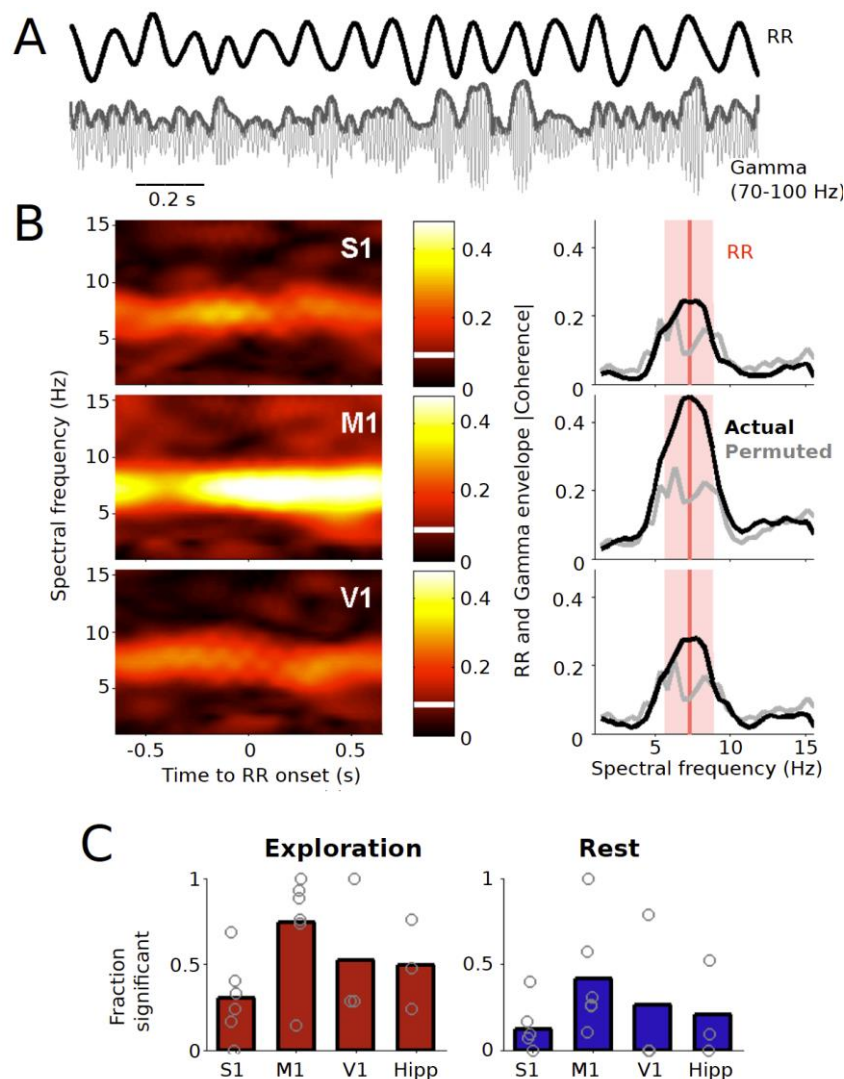 A
RR
Gamma
(70-100 Hz)
0.2 s
B
15
10
5
S1
0.4
0.2
0
0.4
0.2
0
RR
15
10
5
M1
0.4
0.2
0
0.4
0.2
0
Actual
Permuted
15
10
5
V1
0.4
0.2
0
0.4
0.2
0
Spectral frequency (Hz)
RR and Gamma envelope |Coherence|
-0.5
0
0.5
5
10
15
Time to RR onset (s)
Spectral frequency (Hz)
C
Exploration
Rest
Fraction
significant
1
0.5
0
S1
M1
V1
Hipp
1
0.5
0
S1
M1
V1
Hipp